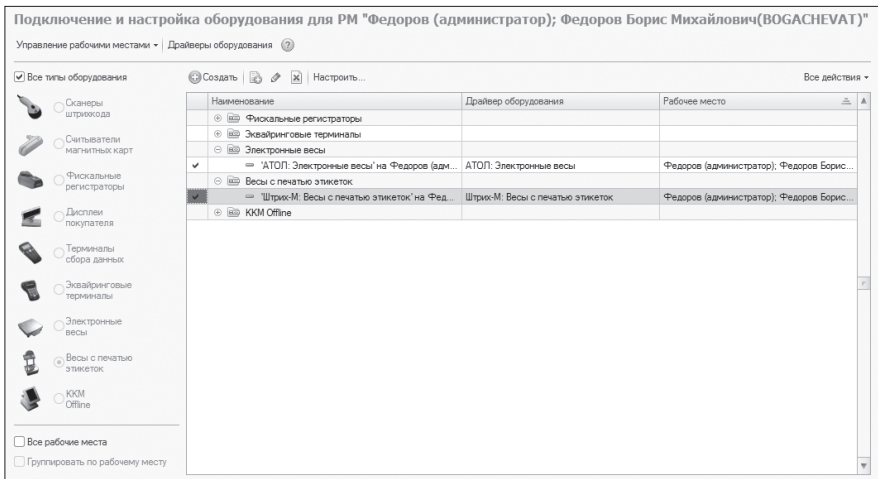 Подключение и настройка оборудования для РМ "Федоров (администратор); Федоров Борис Михайлович(BOGACHEVAT)"
Управление рабочими местами Драйверы оборудования ?
Все типы оборудования
Сканеры
штрихкода
Считыватели
магнитных карт
Фискальные
регистраторы
Дисплеи
покупателя
Терминалы
сбора данных
Эквайринговые
терминалы
Электронные
весы
Весы с печатью
этикеток
ККМ
Offline
Все рабочие места
Группировать по рабочему месту
Создать Настроить... Все действия
Наименование Драйвер оборудования Рабочее место
Фискальные регистраторы
Эквайринговые терминалы
Электронные весы
'АТОЛ: Электронные весы' на Федоров (адм... АТОЛ: Электронные весы Федоров (администратор); Федоров Борис...
Весы с печатью этикеток
'Штрих-М: Весы с печатью этикеток' на Фед... Штрих-М: Весы с печатью этикеток Федоров (администратор); Федоров Борис...
ККМ Offline